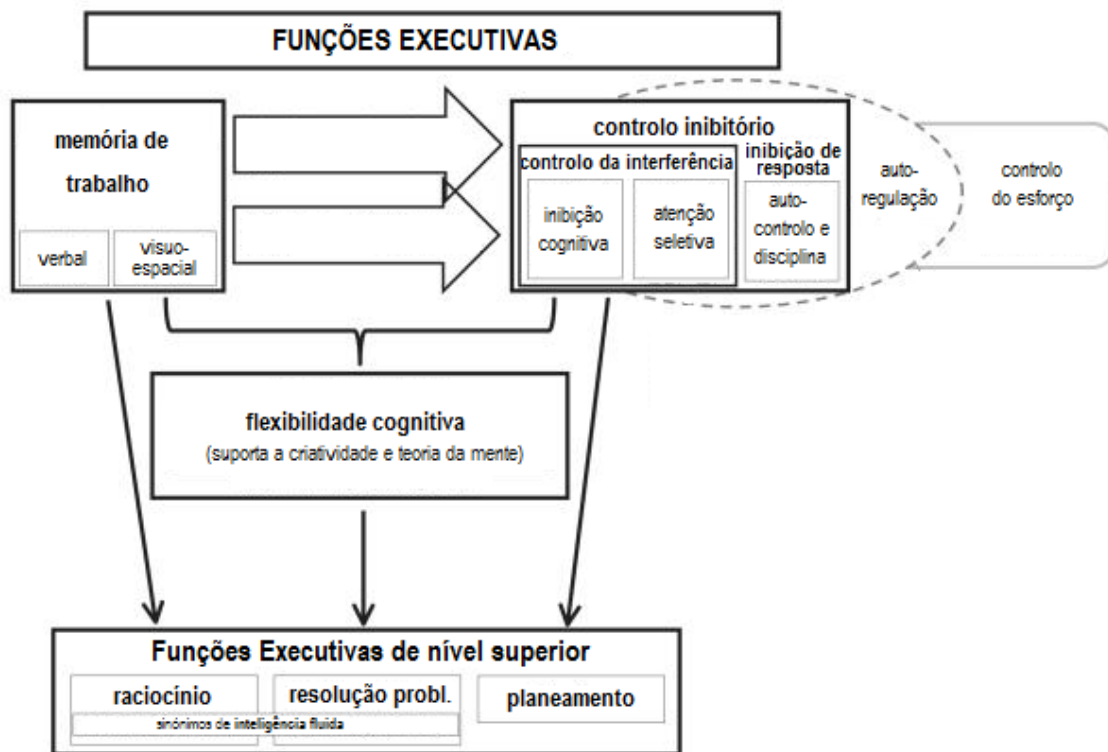 FUNÇÕES EXECUTIVAS
memória de
trabalho
verbal
visuo-
espacial
controlo inibitório
controlo da interferência
inibição
cognitiva
atenção
seletiva
inibição de
resposta
auto-
controlo e
disciplina
auto-
regulação
controlo
do esforço
flexibilidade cognitiva
(suporta a criatividade e teoria da mente)
Funções Executivas de nível superior
raciocínio
resolução probl.
sinónimos de inteligência fluida
planeamento